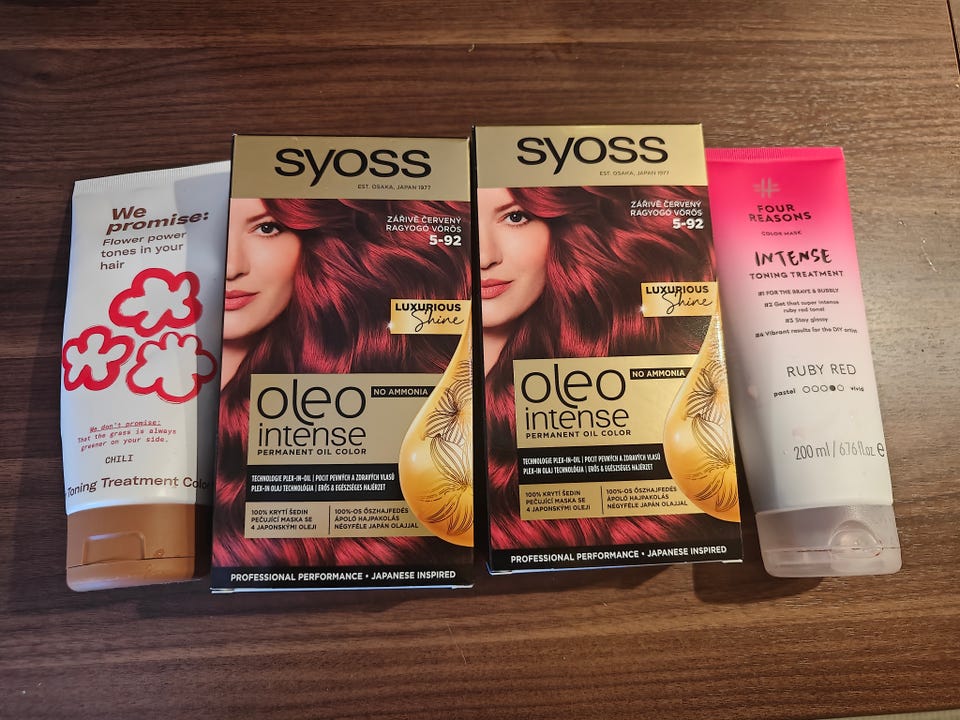 We
promise:
Flower power
tones in your
hair
We don't promise:
That the grass is always
greener on your side.
CHILI
Toning Treatment Colo
syoss
EST. OSAKA, JAPAN 1977
ZÁŘIVĚ ČERVENÝ
RAGYOGO VÖRÖS
5-92
LUXURIOUS
Shine
NO AMMONIA
oleo
intense
PERMANENT OIL COLOR
TECHNOLOGIE PLEX-IN-OIL | POCIT PEVNÝCH A ZDRAVÝCH VLASŮ
PLEX-IN OLAJ TECHNOLÓGIA | ERŐS & EGÉSZSÉGES HAJÉRZET
100% KRYTÍ ŠEDIN
PEČUJÍCÍ MASKA SE
4 JAPONSKÝMI OLEJI
100%-OS ŐSZHAJFEDÉS
ÁPOLÓ HAJPAKOLÁS
NÉGYFÉLE JAPÁN OLAJJAL
PROFESSIONAL PERFORMANCE • JAPANESE INSPIRED
syoss
EST. OSAKA, JAPAN 1977
ZÁŘIVĚ ČERVENÝ
RAGYOGO VÖRÖS
5-92
LUXURIOUS
Shine
NO AMMONIA
oleo
intense
PERMANENT OIL COLOR
TECHNOLOGIE PLEX-IN-OIL | POCIT PEVNÝCH A ZDRAVÝCH VLASŮ
PLEX-IN OLAJ TECHNOLÓGIA | ERŐS & EGÉSZSÉGES HAJÉRZET
100% KRYTÍ ŠEDIN
PEČUJÍCÍ MASKA SE
4 JAPONSKÝMI OLEJI
100%-OS ŐSZHAJFEDÉS
ÁPOLÓ HAJPAKOLÁS
NÉGYFÉLE JAPÁN OLAJJAL
PROFESSIONAL PERFORMANCE • JAPANESE INSPIRED
FOUR
REASONS
COLOR MASK
INTENSE
TONING TREATMENT
#1 FOR THE BRAVE & BUBBLY
#2 Get that super intense
ruby red tone!
#3 Stay glossy
#4 Vibrant results for the DIY artist
RUBY RED
pastel vivid
200 ml / 6.76 fl.oz e